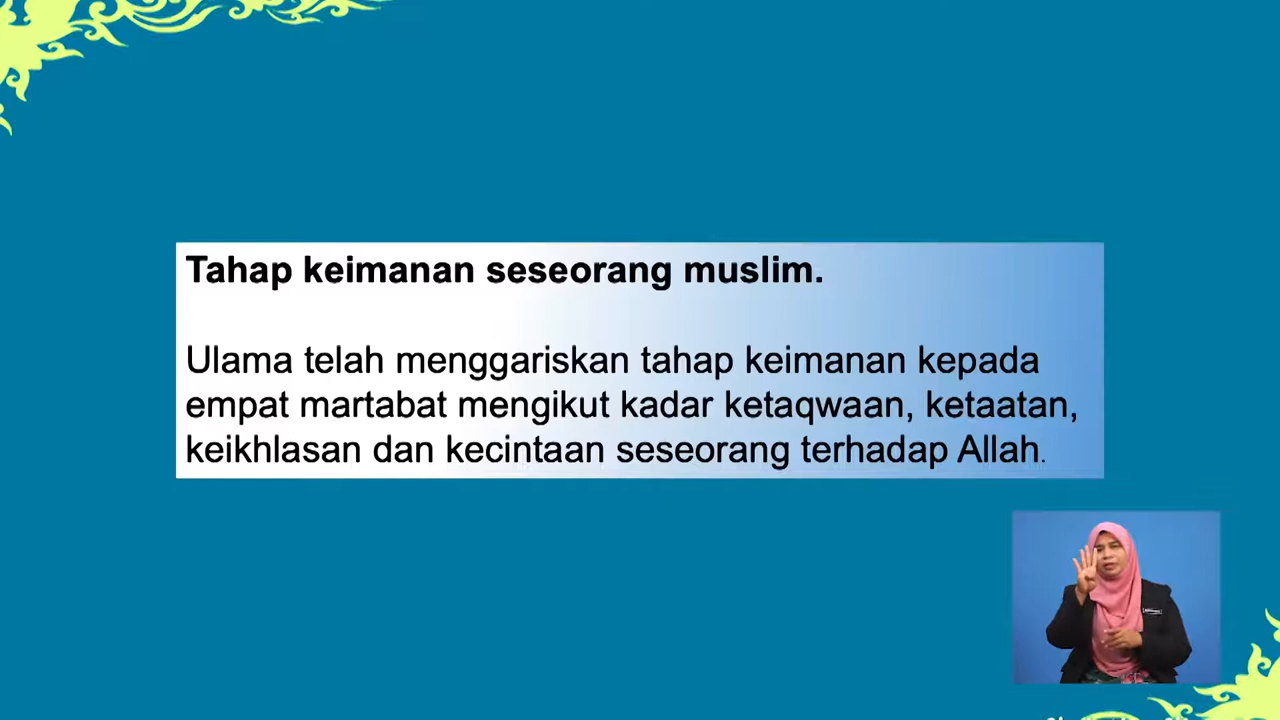 Tahap keimanan seseorang muslim.
Ulama telah menggariskan tahap keimanan kepada
empat martabat mengikut kadar ketaqwaan, ketaatan,
keikhlasan dan kecintaan seseorang terhadap Allah.